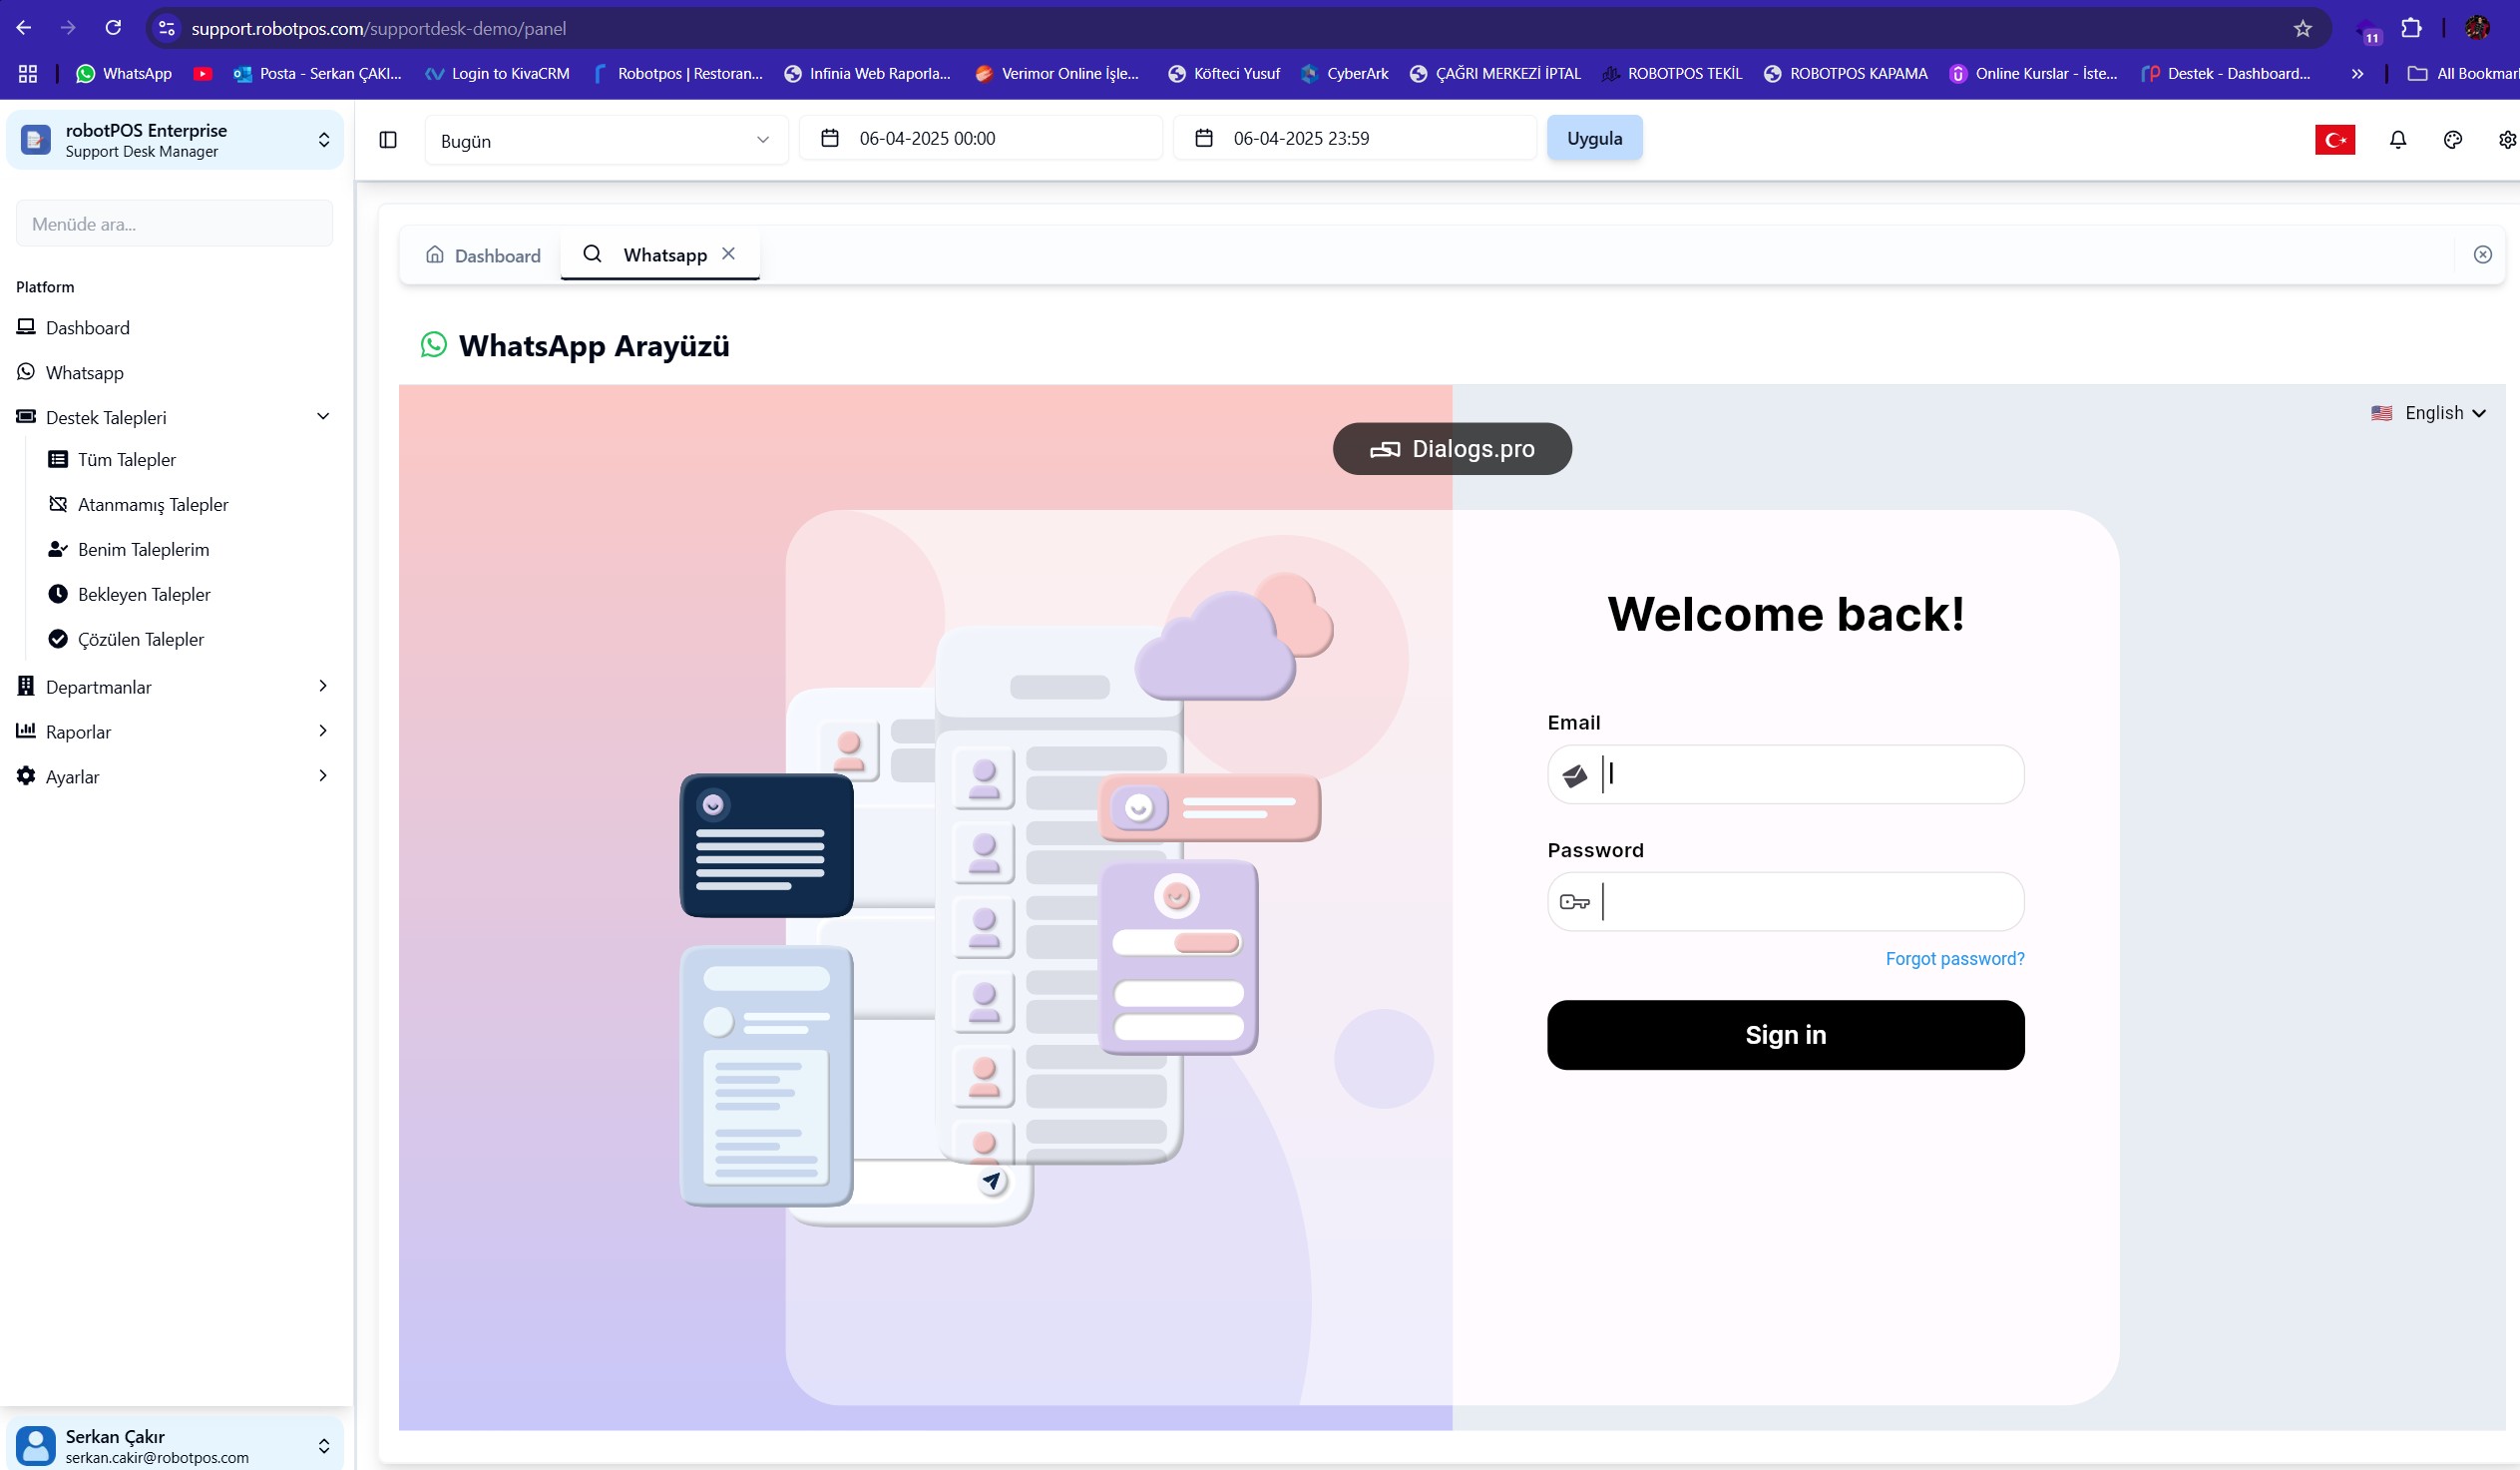 support.robotpos.com/supportdesk-demo/panel
11
WhatsApp
Posta - Serkan ÇAKI...
Login to KivaCRM
Robotpos | Restoran...
Infinia Web Raporla...
Verimor Online İşle...
Köfteci Yusuf
CyberArk
ÇAĞRI MERKEZİ İPTAL
ROBOTPOS TEKİL
ROBOTPOS KAPAMA
Online Kurslar - İste...
Destek - Dashboard...
All Bookmar
robotPOS Enterprise
Support Desk Manager
Bugün
06-04-2025 00:00
06-04-2025 23:59
Uygula
Menüde ara...
Platform
Dashboard
Whatsapp
Destek Talepleri
Tüm Talepler
Atanmamış Talepler
Benim Taleplerim
Bekleyen Talepler
Çözülen Talepler
Departmanlar
Raporlar
Ayarlar
Serkan Çakır
serkan.cakir@robotpos.com
Dashboard
Whatsapp
WhatsApp Arayüzü
English
Dialogs.pro
Welcome back!
Email
Password
Forgot password?
Sign in